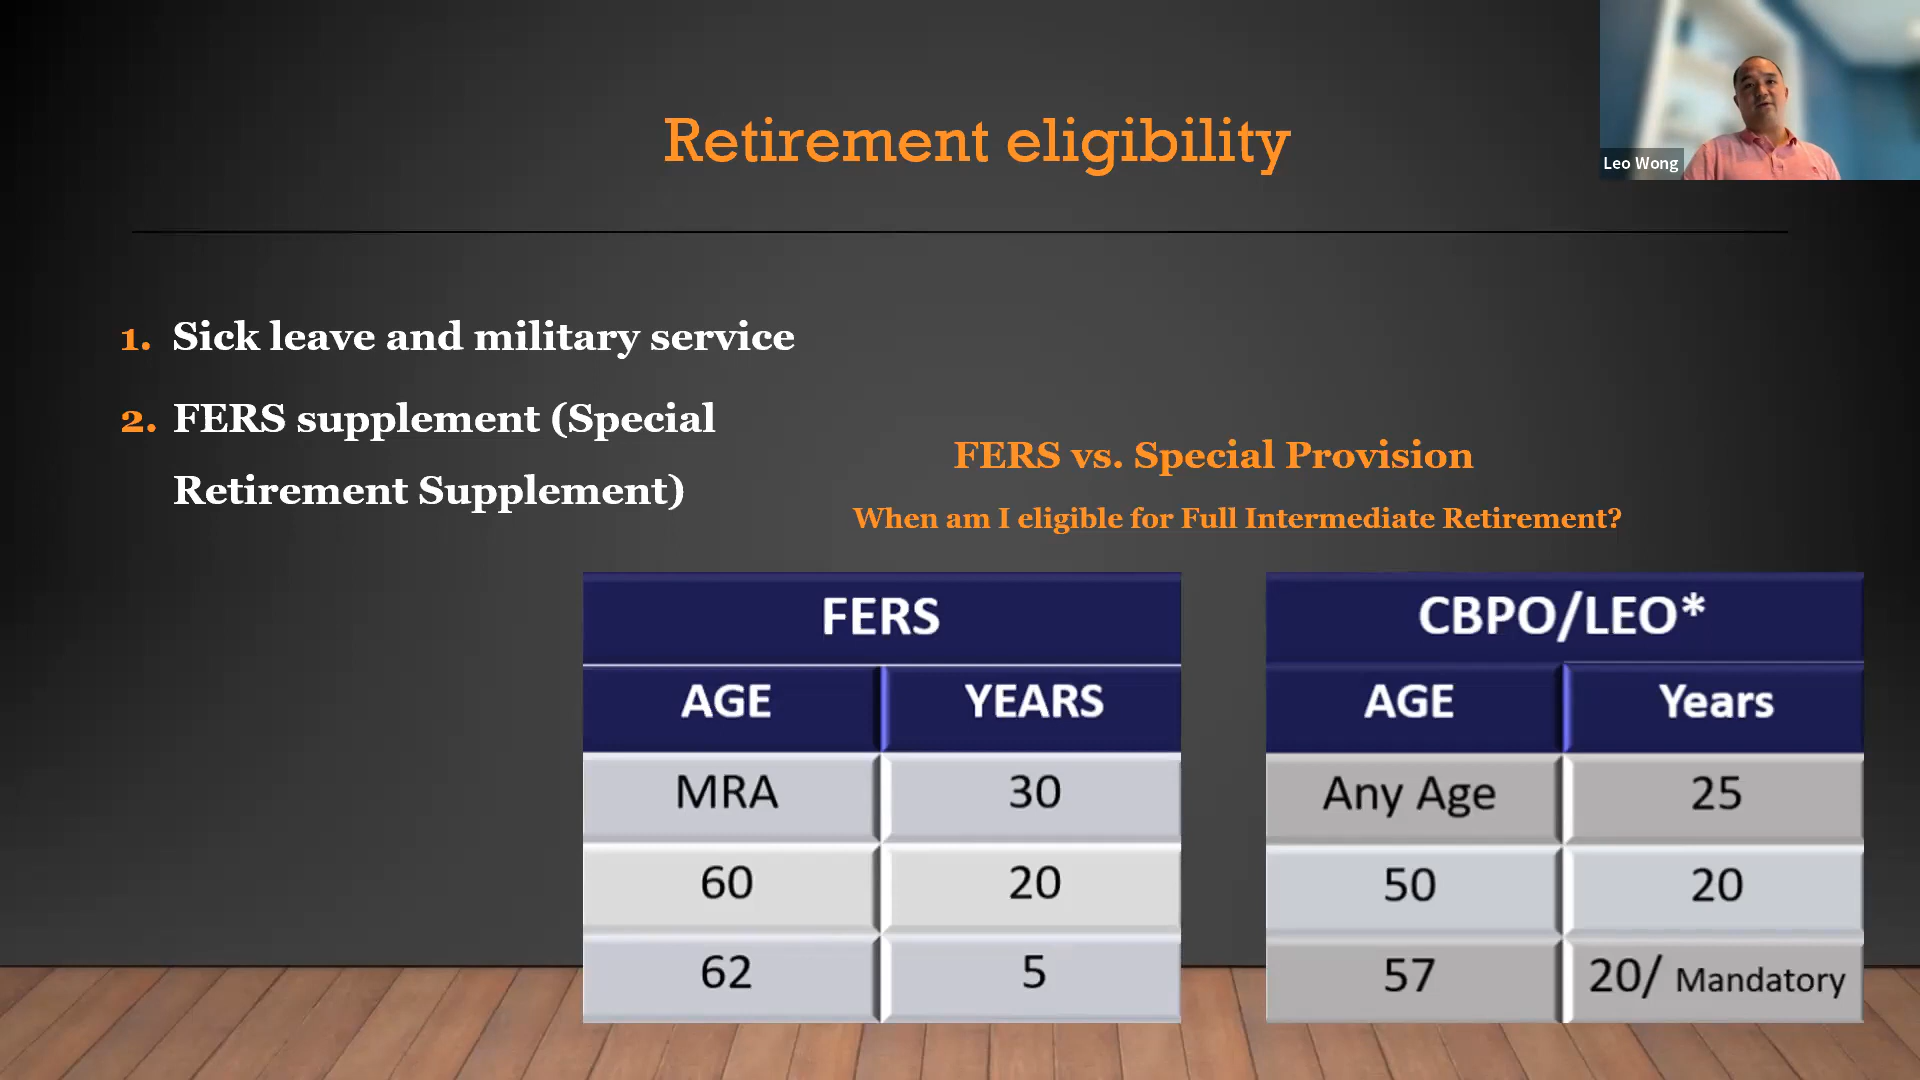 Retirement eligibility
Leo Wong
1. Sick leave and military service
2. FERS supplement (Special
Retirement Supplement)
FERS vs. Special Provision
When am I eligible for Full Intermediate Retirement?
FERS
AGE YEARS
MRA 30
60 20
62 5
CBPO/LEO*
AGE Years
Any Age 25
50 20
57 20/ Mandatory